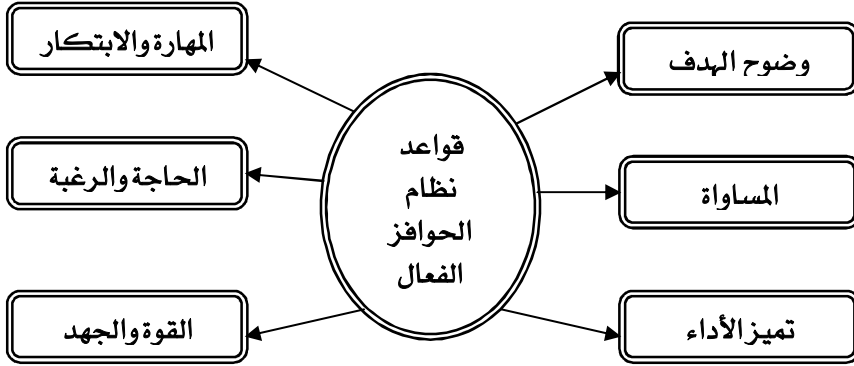 قواعد
نظام
الحوافز
الفعال
وضوح الهدف
المساواة
تميز الأداء
المهارة والابتكار
الحاجة والرغبة
القوة والجهد